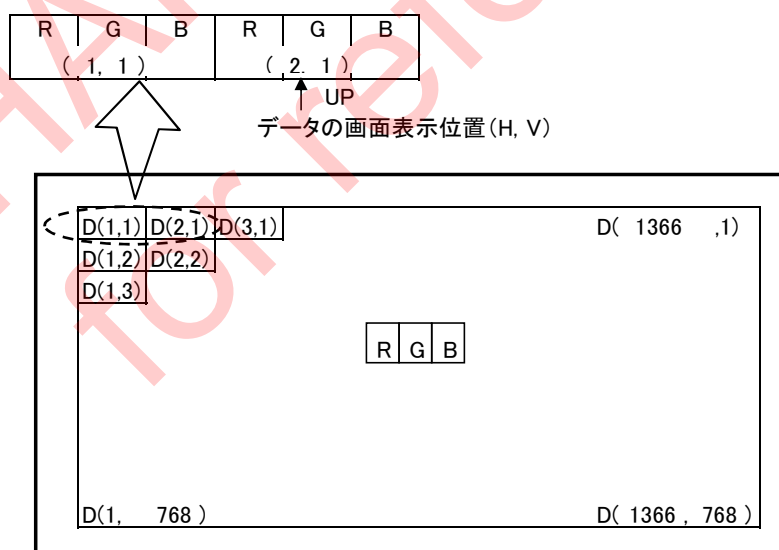 R G B R G B
( 1, 1 ) ( 2. 1 )
UP
データの画面表示位置(H, V)
D(1,1) D(2,1) D(3,1) D( 1366 ,1)
D(1,2) D(2,2)
D(1,3)
R G B
D(1, 768 ) D( 1366 , 768 )